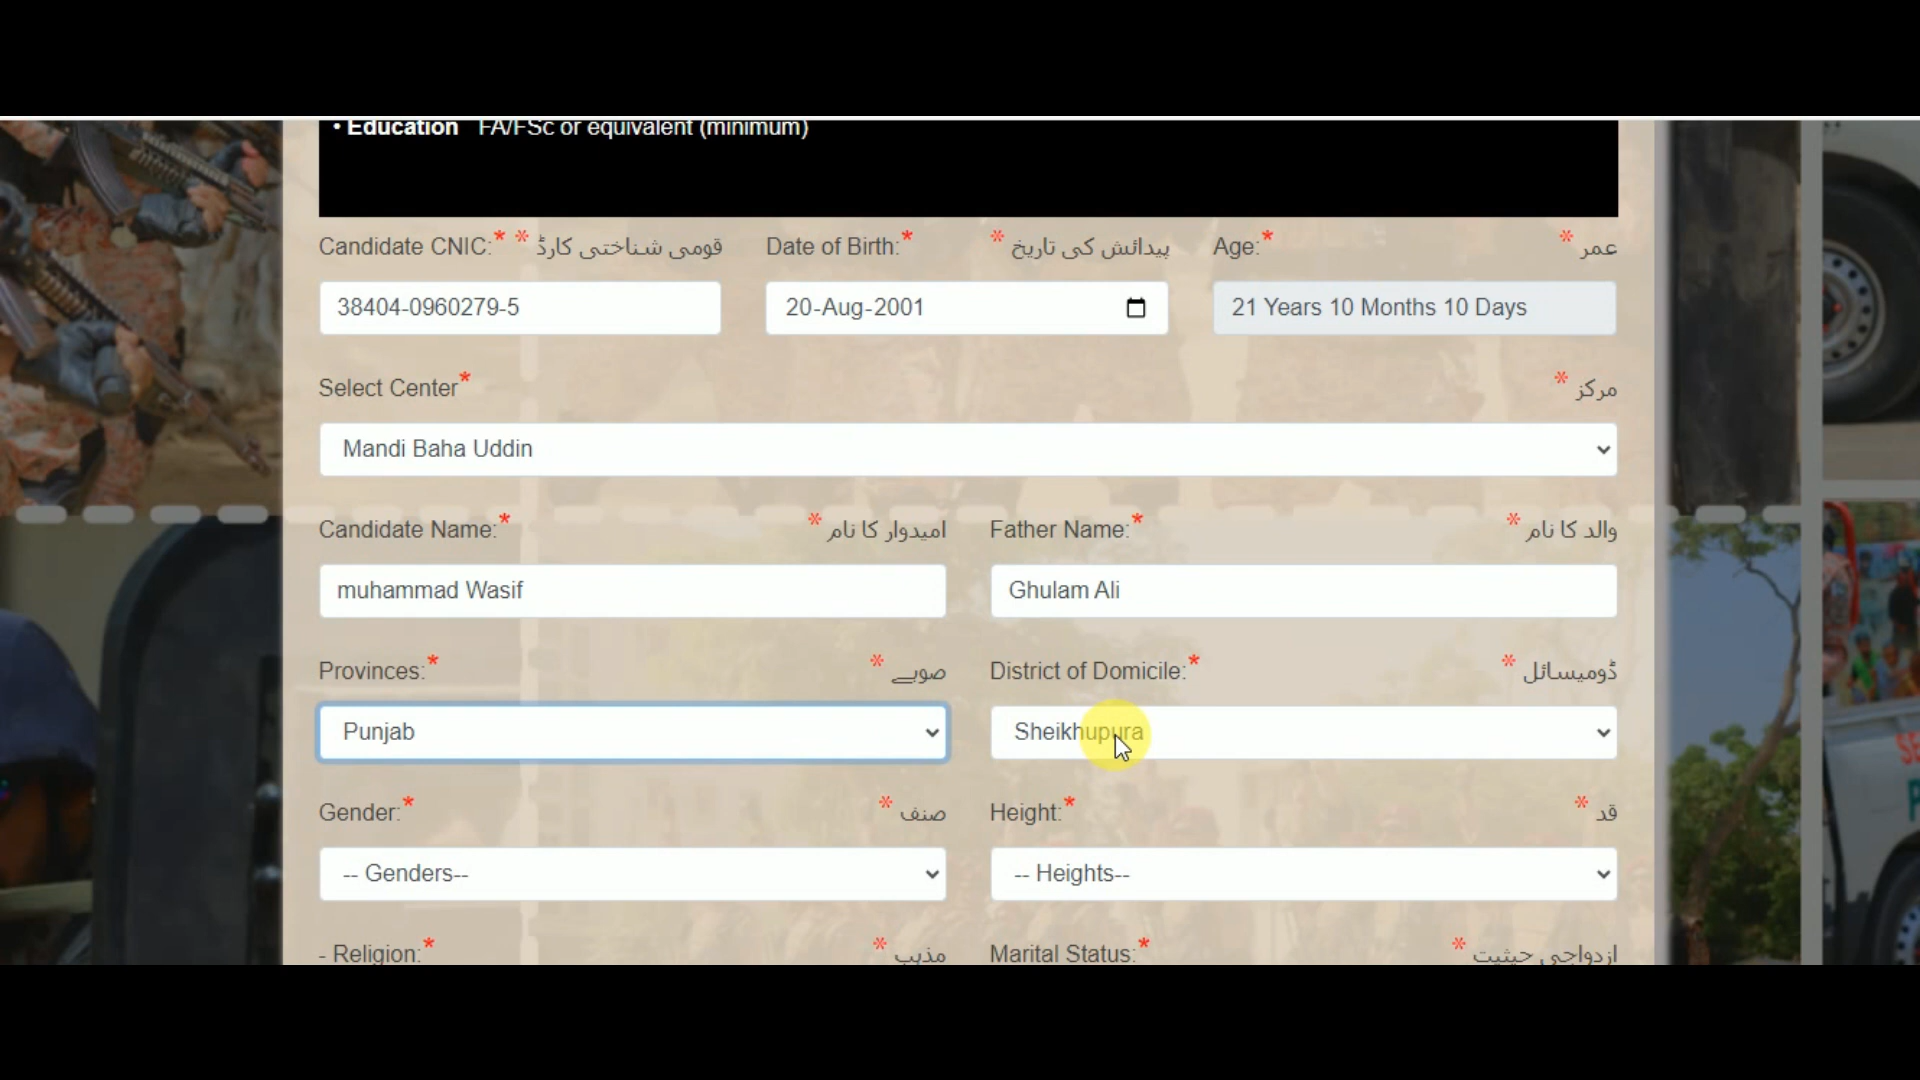 • Education FA/FSc or equivalent (minimum)
Candidate CNIC:* * قومی شناختی کارڈ Date of Birth:* * پیدائش کی تاریخ Age:* * عمر
38404-0960279-5 20-Aug-2001 21 Years 10 Months 10 Days
Select Center* * مرکز
Mandi Baha Uddin
Candidate Name:* * امیدوار کا نام Father Name:* * والد کا نام
muhammad Wasif Ghulam Ali
Provinces:* * صوبے District of Domicile:* * ڈومیسائل
Punjab Sheikhupura
Gender:* * صنف Height:* * قد
-- Genders-- -- Heights--
- Religion:* * مذہب Marital Status:* * ازدواجی حیثیت